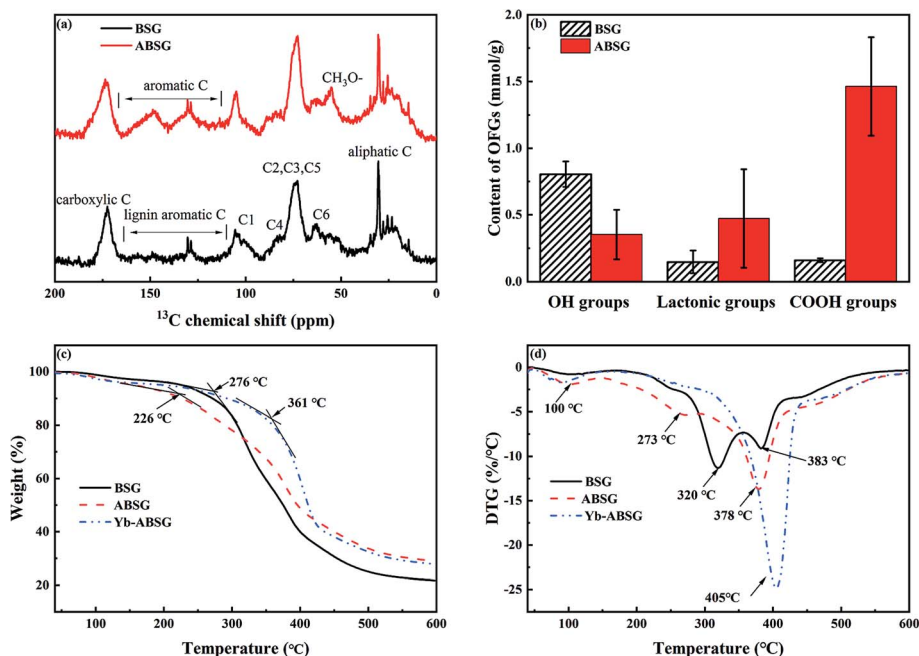 (a)
BSG
ABSG
aromatic C
CH₃O-
aliphatic C
C2,C3,C5
carboxylic C
lignin aromatic C
C1
C4
C6
200 150 100 50 0
¹³C chemical shift (ppm)
(b)
BSG
ABSG
2.0
1.5
1.0
0.5
0.0
Content of OFGs (mmol/g)
OH groups Lactonic groups COOH groups
(c)
276 °C
361 °C
226 °C
BSG
ABSG
Yb-ABSG
100
80
60
40
20
Weight (%)
100 200 300 400 500 600
Temperature (°C)
(d)
100 °C
273 °C
383 °C
320 °C
378 °C
405°C
BSG
ABSG
Yb-ABSG
0
-5
-10
-15
-20
-25
DTG (%/°C)
100 200 300 400 500 600
Temperature (°C)